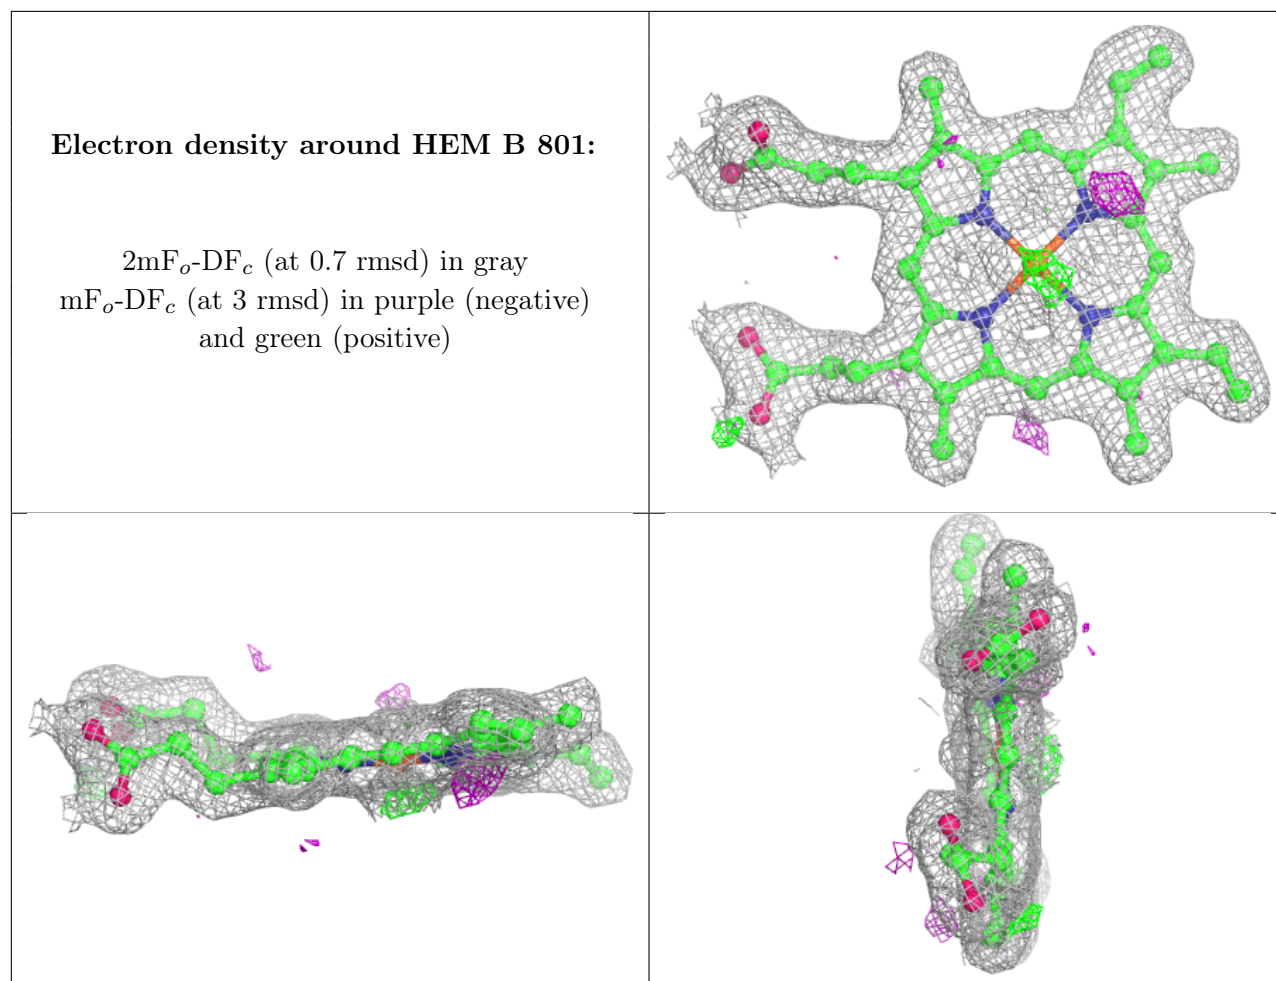 Electron density around HEM B 801:
2mFo-DFc (at 0.7 rmsd) in gray
mFo-DFc (at 3 rmsd) in purple (negative)
and green (positive)